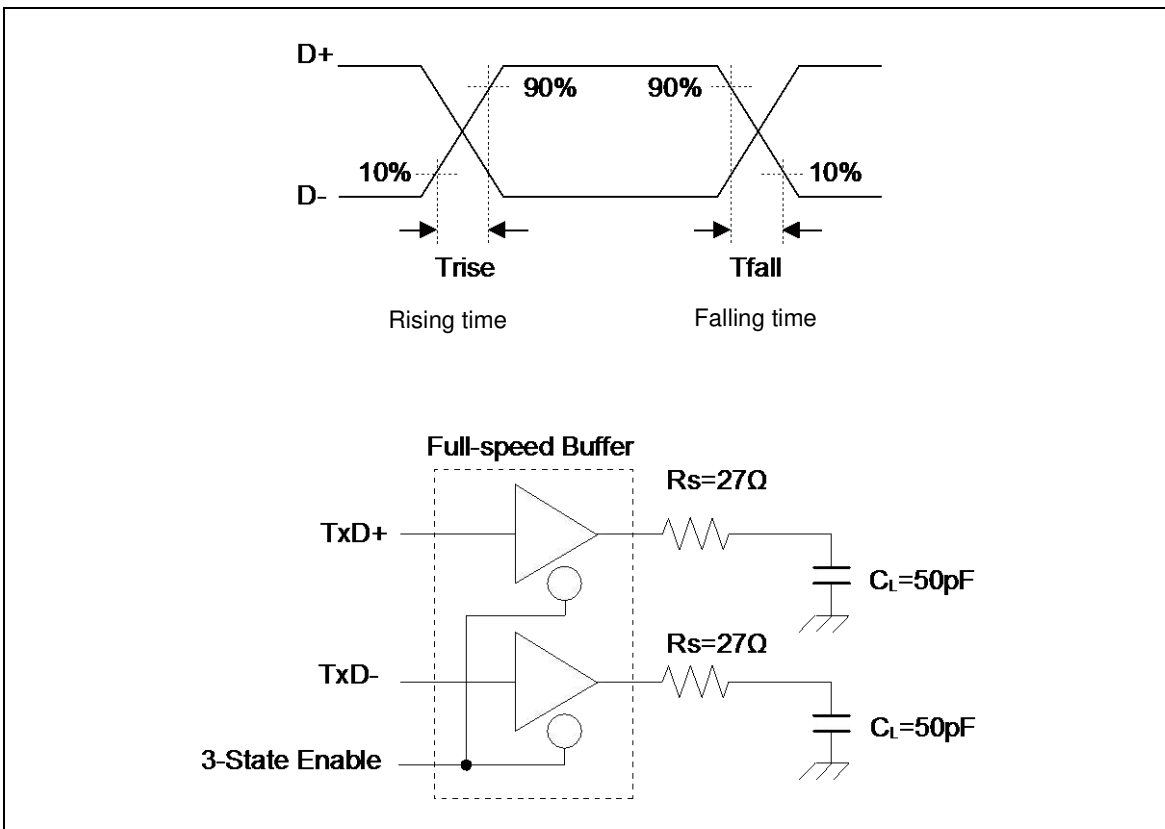 D+
90%
90%
10%
10%
D-
Trise
Tfall
Rising time
Falling time
Full-speed Buffer
Rs=27Ω
TxD+
CL=50pF
Rs=27Ω
TxD-
CL=50pF
3-State Enable